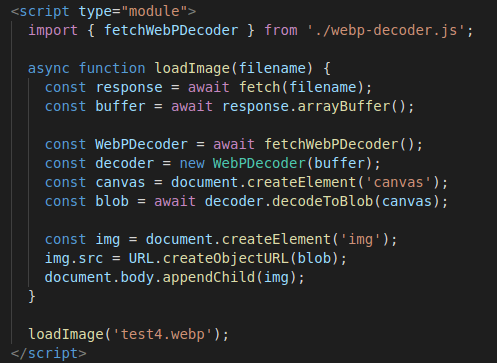 <script type="module">
  import { fetchWebPDecoder } from './webp-decoder.js';

  async function loadImage(filename) {
    const response = await fetch(filename);
    const buffer = await response.arrayBuffer();

    const WebPDecoder = await fetchWebPDecoder();
    const decoder = new WebPDecoder(buffer);
    const canvas = document.createElement('canvas');
    const blob = await decoder.decodeToBlob(canvas);

    const img = document.createElement('img');
    img.src = URL.createObjectURL(blob);
    document.body.appendChild(img);
  }

  loadImage('test4.webp');
</script>